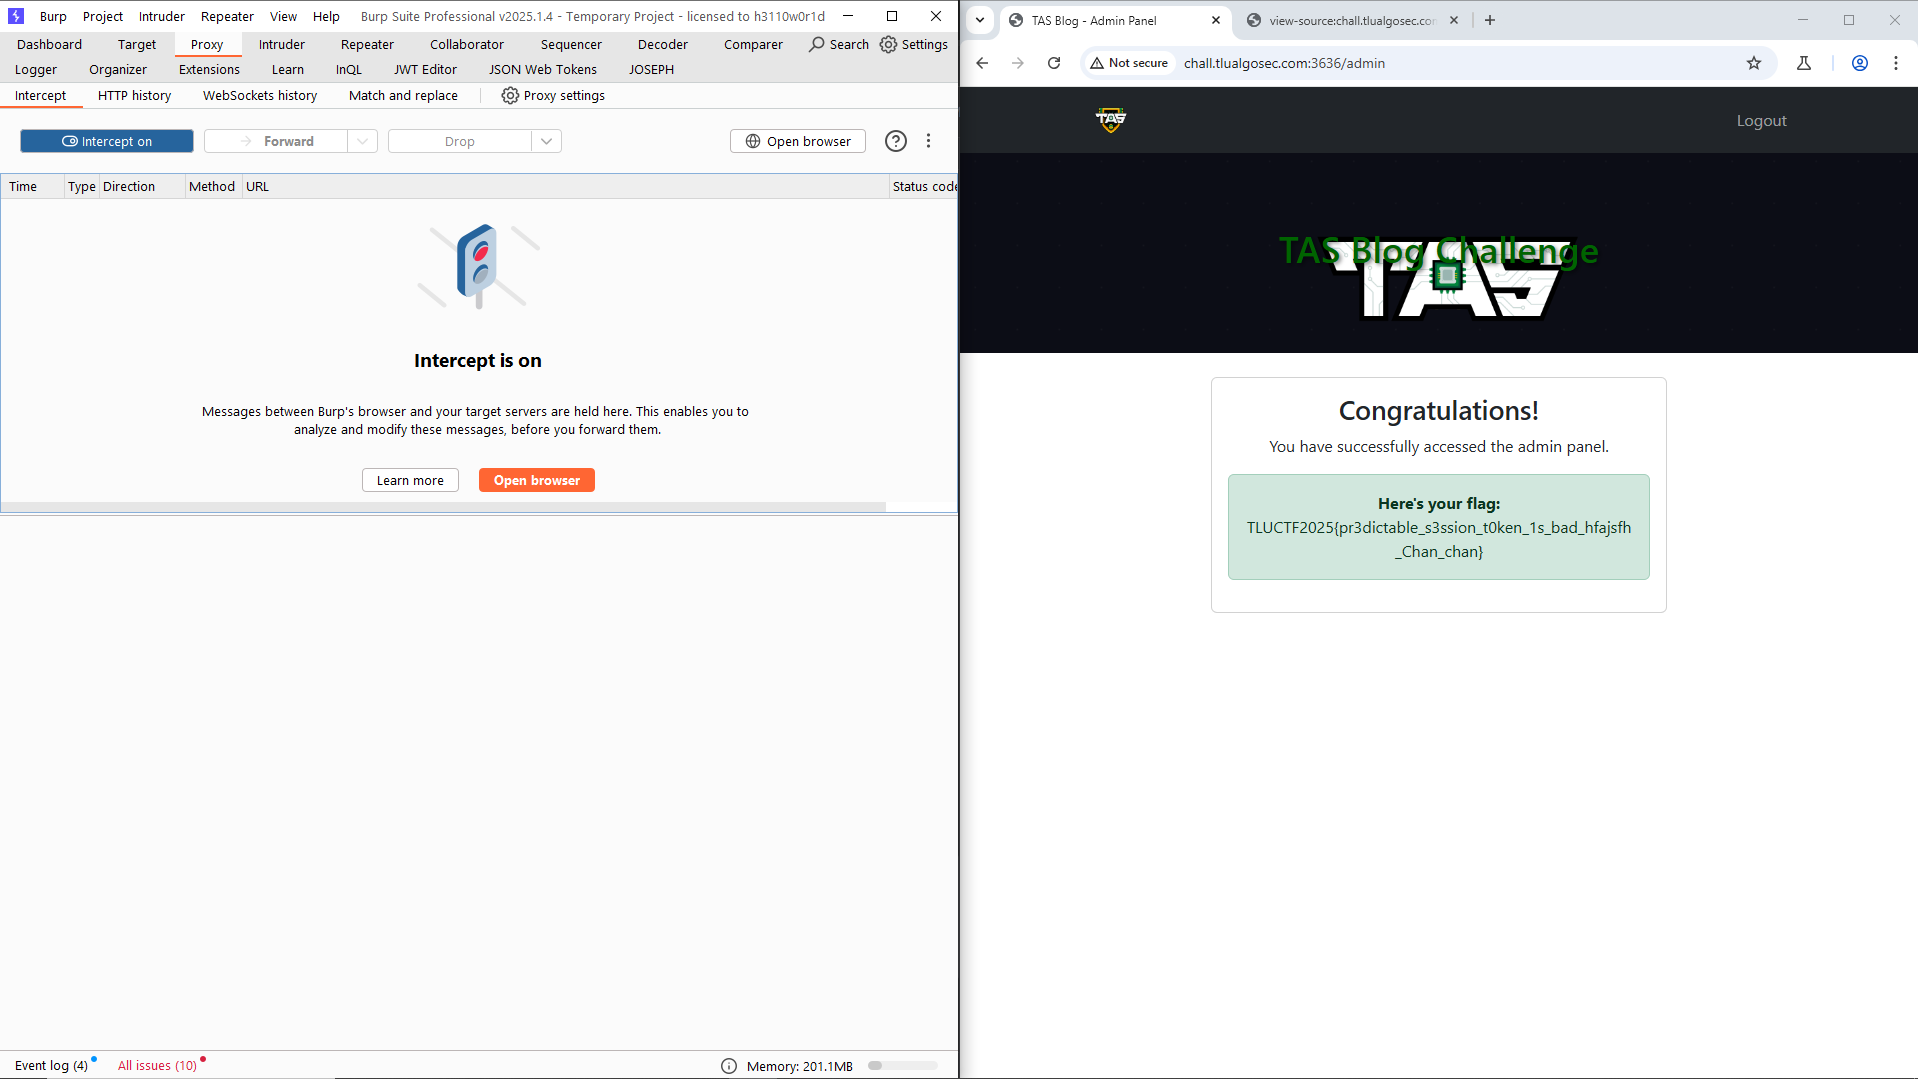 Burp Project Intruder Repeater View Help Burp Suite Professional v2025.1.4 - Temporary Project - licensed to h3110w0r1d
Dashboard Target Proxy Intruder Repeater Collaborator Sequencer Decoder Comparer Search Settings
Logger Organizer Extensions Learn InQL JWT Editor JSON Web Tokens JOSEPH
Intercept HTTP history WebSockets history Match and replace Proxy settings
Intercept on Forward Drop Open browser
Time Type Direction Method URL Status code
Intercept is on
Messages between Burp's browser and your target servers are held here. This enables you to
analyze and modify these messages, before you forward them.
Learn more Open browser
Event log (4) All issues (10) Memory: 201.1MB
TAS Blog - Admin Panel view-source:chall.tlualgosec.com
Not secure chall.tlualgosec.com:3636/admin
TAS Logout
TAS Blog Challenge
TAS
Congratulations!
You have successfully accessed the admin panel.
Here's your flag:
TLUCTF2025{pr3dictable_s3ssion_t0ken_1s_bad_hfajsfh
_Chan_chan}